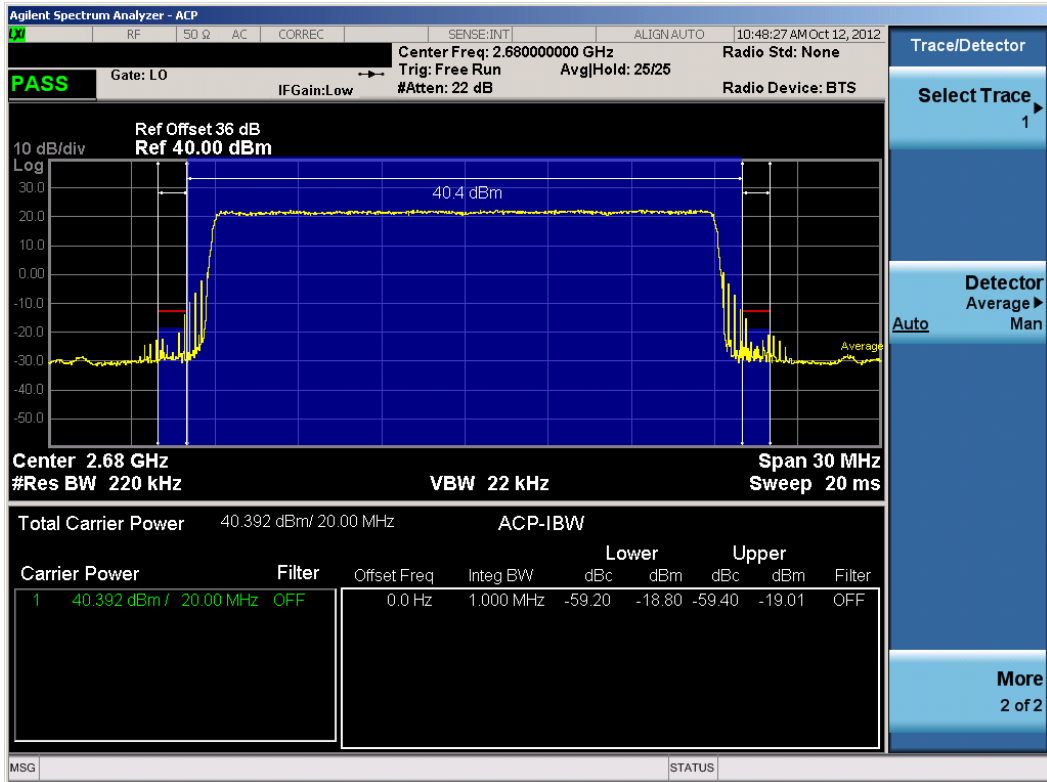 Agilent Spectrum Analyzer - ACP
LXI RF 50 Ω AC CORREC SENSE:INT ALIGN AUTO 10:48:27 AM Oct 12, 2012
Center Freq: 2.680000000 GHz Radio Std: None
PASS Gate: LO Trig: Free Run Avg|Hold: 25/25
IFGain:Low #Atten: 22 dB Radio Device: BTS
Ref Offset 36 dB
10 dB/div Ref 40.00 dBm
Log
30.0
40.4 dBm
20.0
10.0
0.00
-10.0
-20.0
Average
-30.0
-40.0
-50.0
Center 2.68 GHz Span 30 MHz
#Res BW 220 kHz VBW 22 kHz Sweep 20 ms
Total Carrier Power 40.392 dBm/ 20.00 MHz ACP-IBW
Lower Upper
Carrier Power Filter Offset Freq Integ BW dBc dBm dBc dBm Filter
1 40.392 dBm / 20.00 MHz OFF 0.0 Hz 1.000 MHz -59.20 -18.80 -59.40 -19.01 OFF
MSG STATUS
Trace/Detector
Select Trace
1
Detector
Average
Auto Man
More
2 of 2